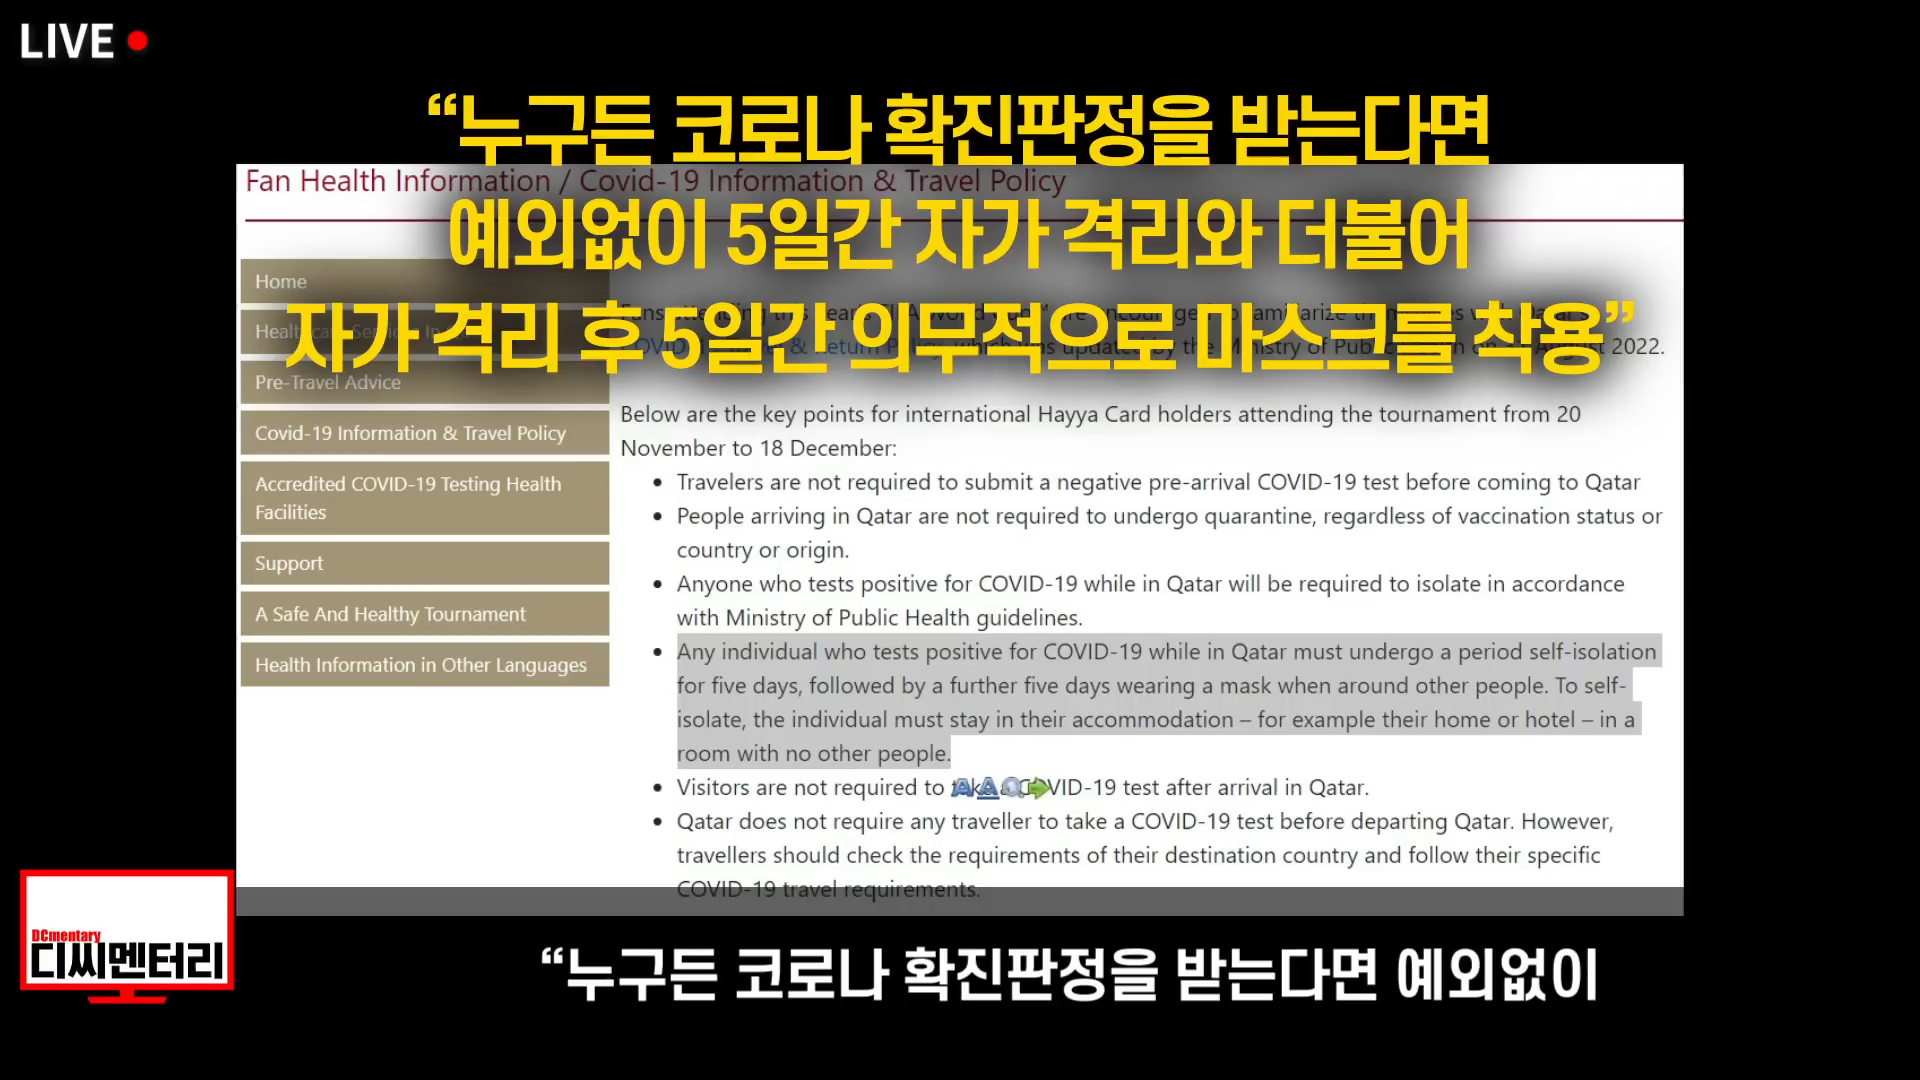 LIVE
“누구든 코로나 확진판정을 받는다면
Fan Health Information / Covid-19 Information & Travel Policy
예외없이 5일간 자가 격리와 더불어
자가 격리 후 5일간 의무적으로 마스크를 착용”
Home
Pre-Travel Advice
Covid-19 Information & Travel Policy
Accredited COVID-19 Testing Health
Facilities
Support
A Safe And Healthy Tournament
Health Information in Other Languages
2022.
Below are the key points for international Hayya Card holders attending the tournament from 20
November to 18 December:
• Travelers are not required to submit a negative pre-arrival COVID-19 test before coming to Qatar
• People arriving in Qatar are not required to undergo quarantine, regardless of vaccination status or
country or origin.
• Anyone who tests positive for COVID-19 while in Qatar will be required to isolate in accordance
with Ministry of Public Health guidelines.
• Any individual who tests positive for COVID-19 while in Qatar must undergo a period self-isolation
for five days, followed by a further five days wearing a mask when around other people. To self-
isolate, the individual must stay in their accommodation – for example their home or hotel – in a
room with no other people.
• Visitors are not required to take a COVID-19 test after arrival in Qatar.
• Qatar does not require any traveller to take a COVID-19 test before departing Qatar. However,
travellers should check the requirements of their destination country and follow their specific
COVID-19 travel requirements.
DCmentary
디씨멘터리
“누구든 코로나 확진판정을 받는다면 예외없이